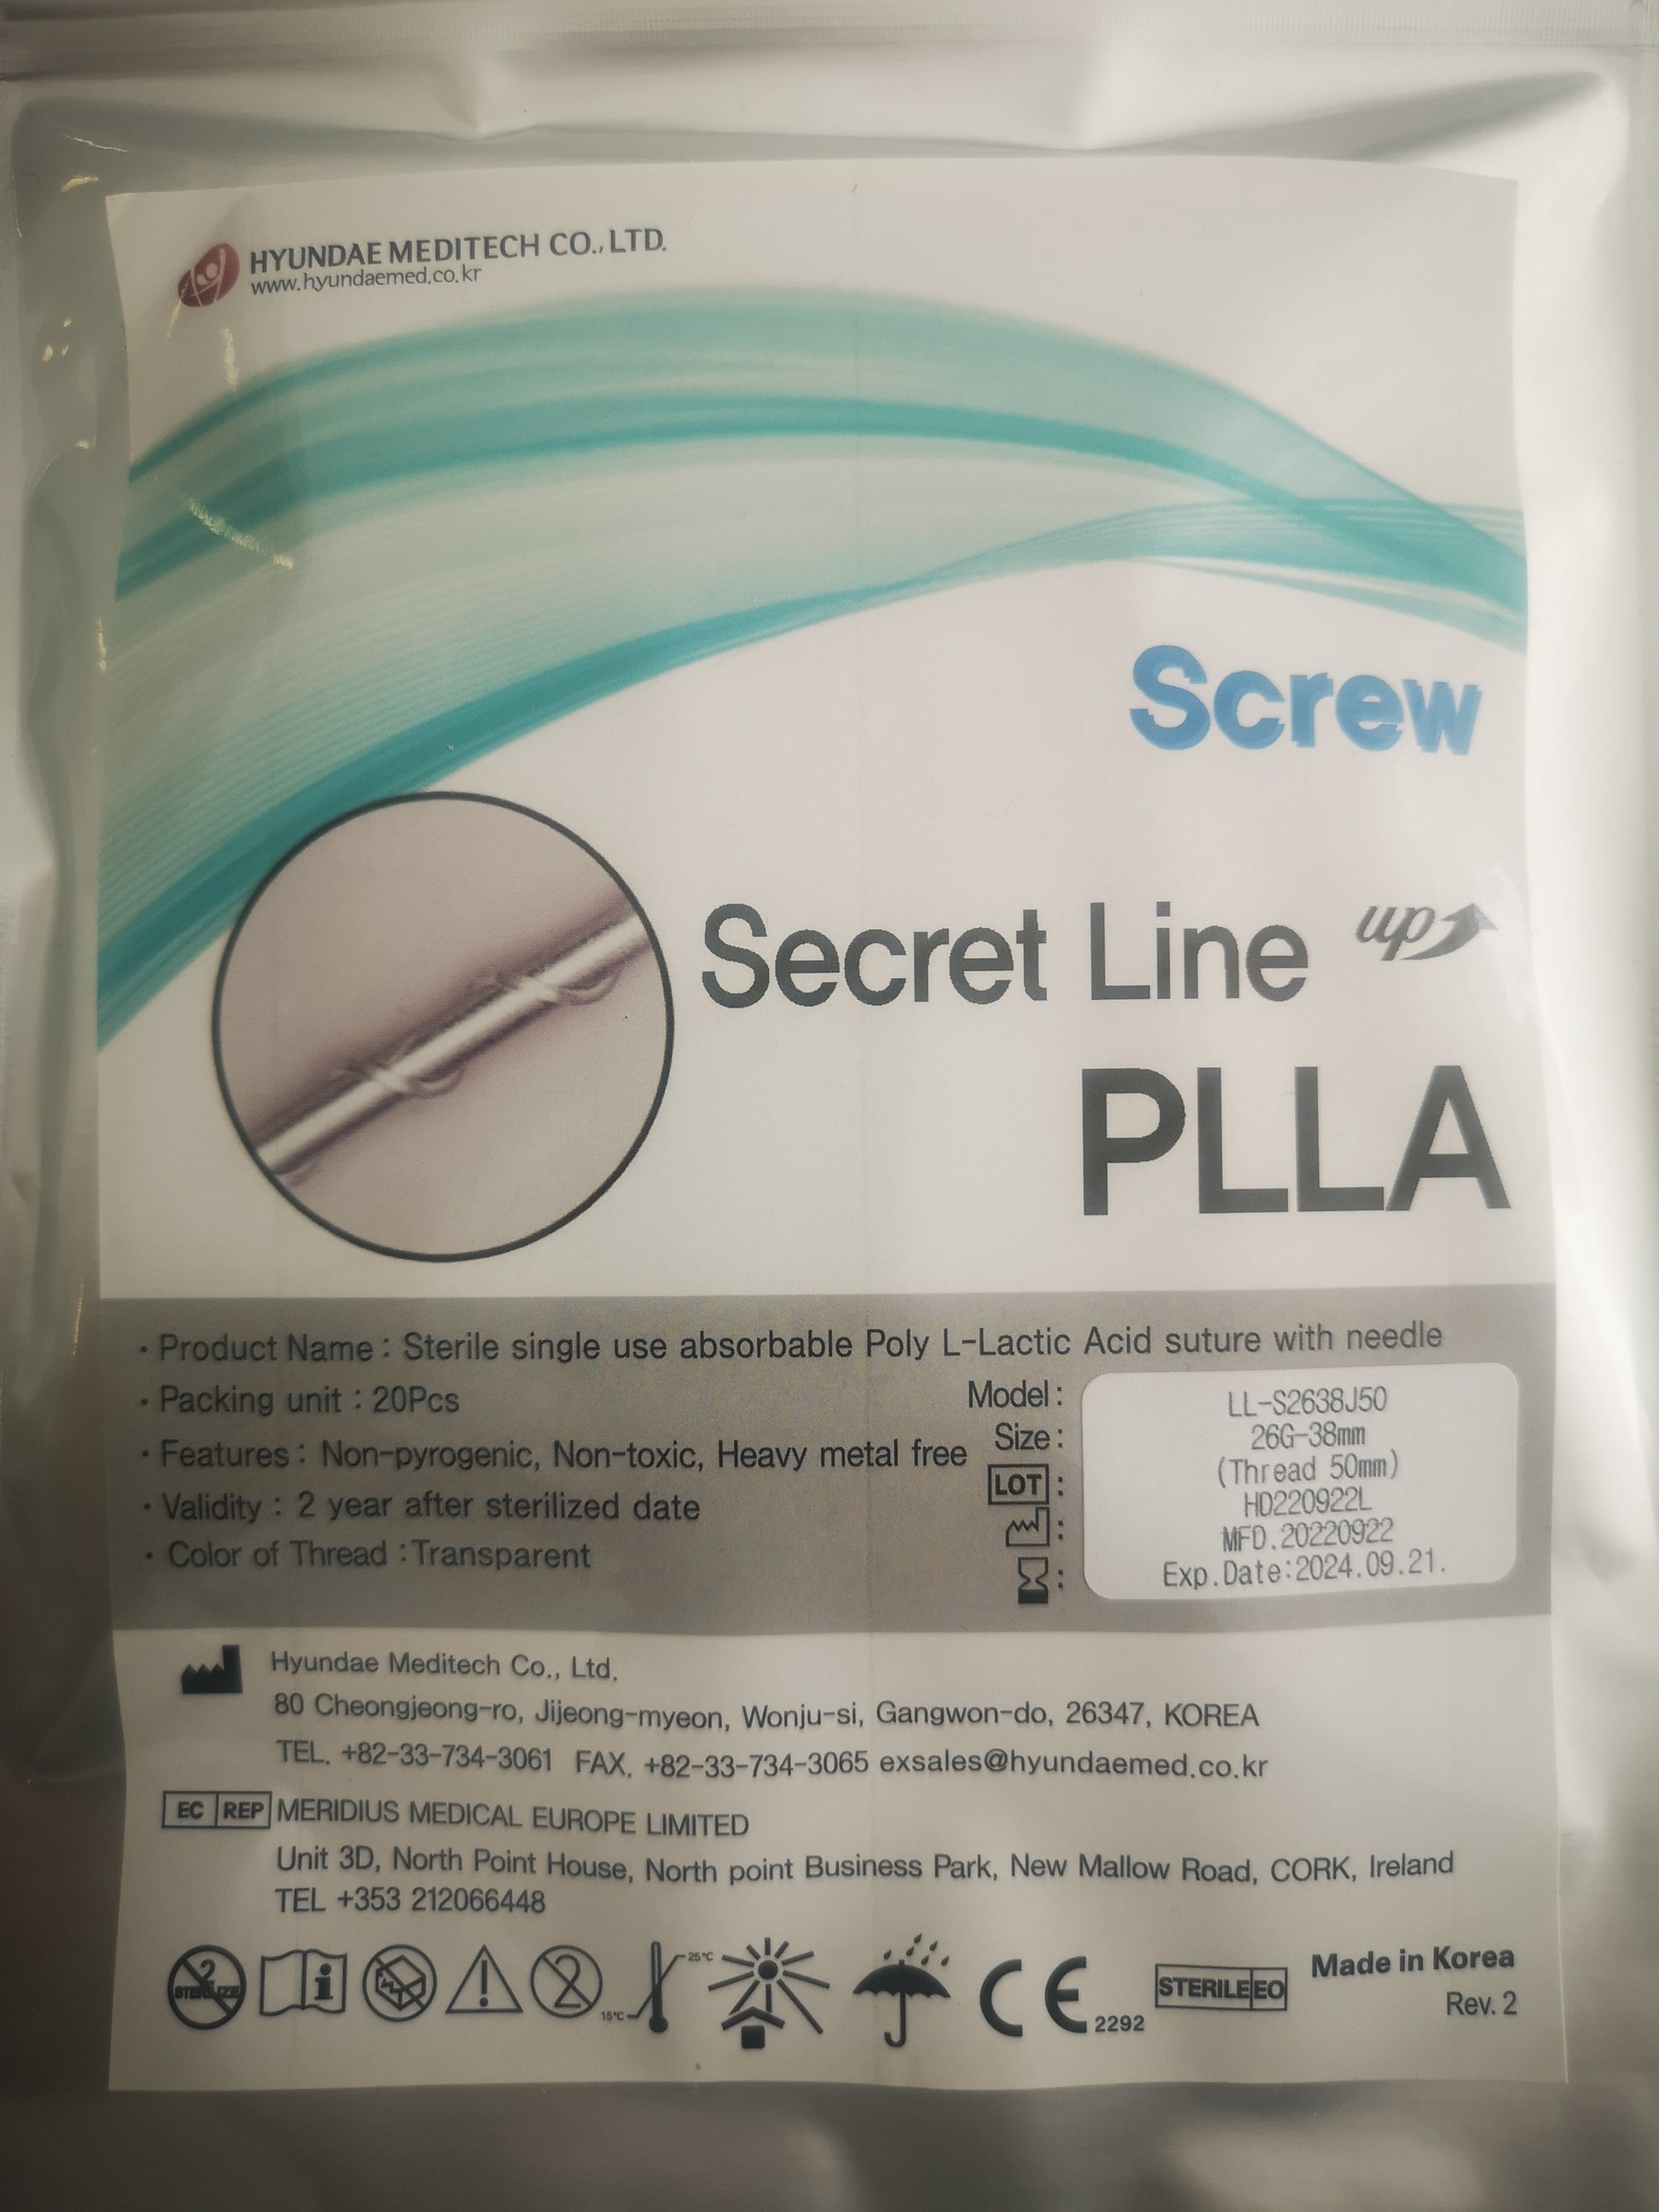 HYUNDAE MEDITECH CO., LTD.
www.hyundaemed.co.kr
Screw
Secret Line up
PLLA
· Product Name : Sterile single use absorbable Poly L-Lactic Acid suture with needle
· Packing unit : 20Pcs
· Features : Non-pyrogenic, Non-toxic, Heavy metal free
· Validity : 2 year after sterilized date
· Color of Thread : Transparent
Model : LL-S2638J50
Size : 26G-38mm
(Thread 50mm)
LOT : HD220922L
: MFD.20220922
: Exp.Date:2024.09.21.
Hyundae Meditech Co., Ltd.
80 Cheongjeong-ro, Jijeong-myeon, Wonju-si, Gangwon-do, 26347, KOREA
TEL. +82-33-734-3061 FAX. +82-33-734-3065 exsales@hyundaemed.co.kr
EC REP MERIDIUS MEDICAL EUROPE LIMITED
Unit 3D, North Point House, North point Business Park, New Mallow Road, CORK, Ireland
TEL +353 212066448
2 STERILIZE i 2 15°C 25°C CE 2292 STERILE EO Made in Korea
Rev. 2